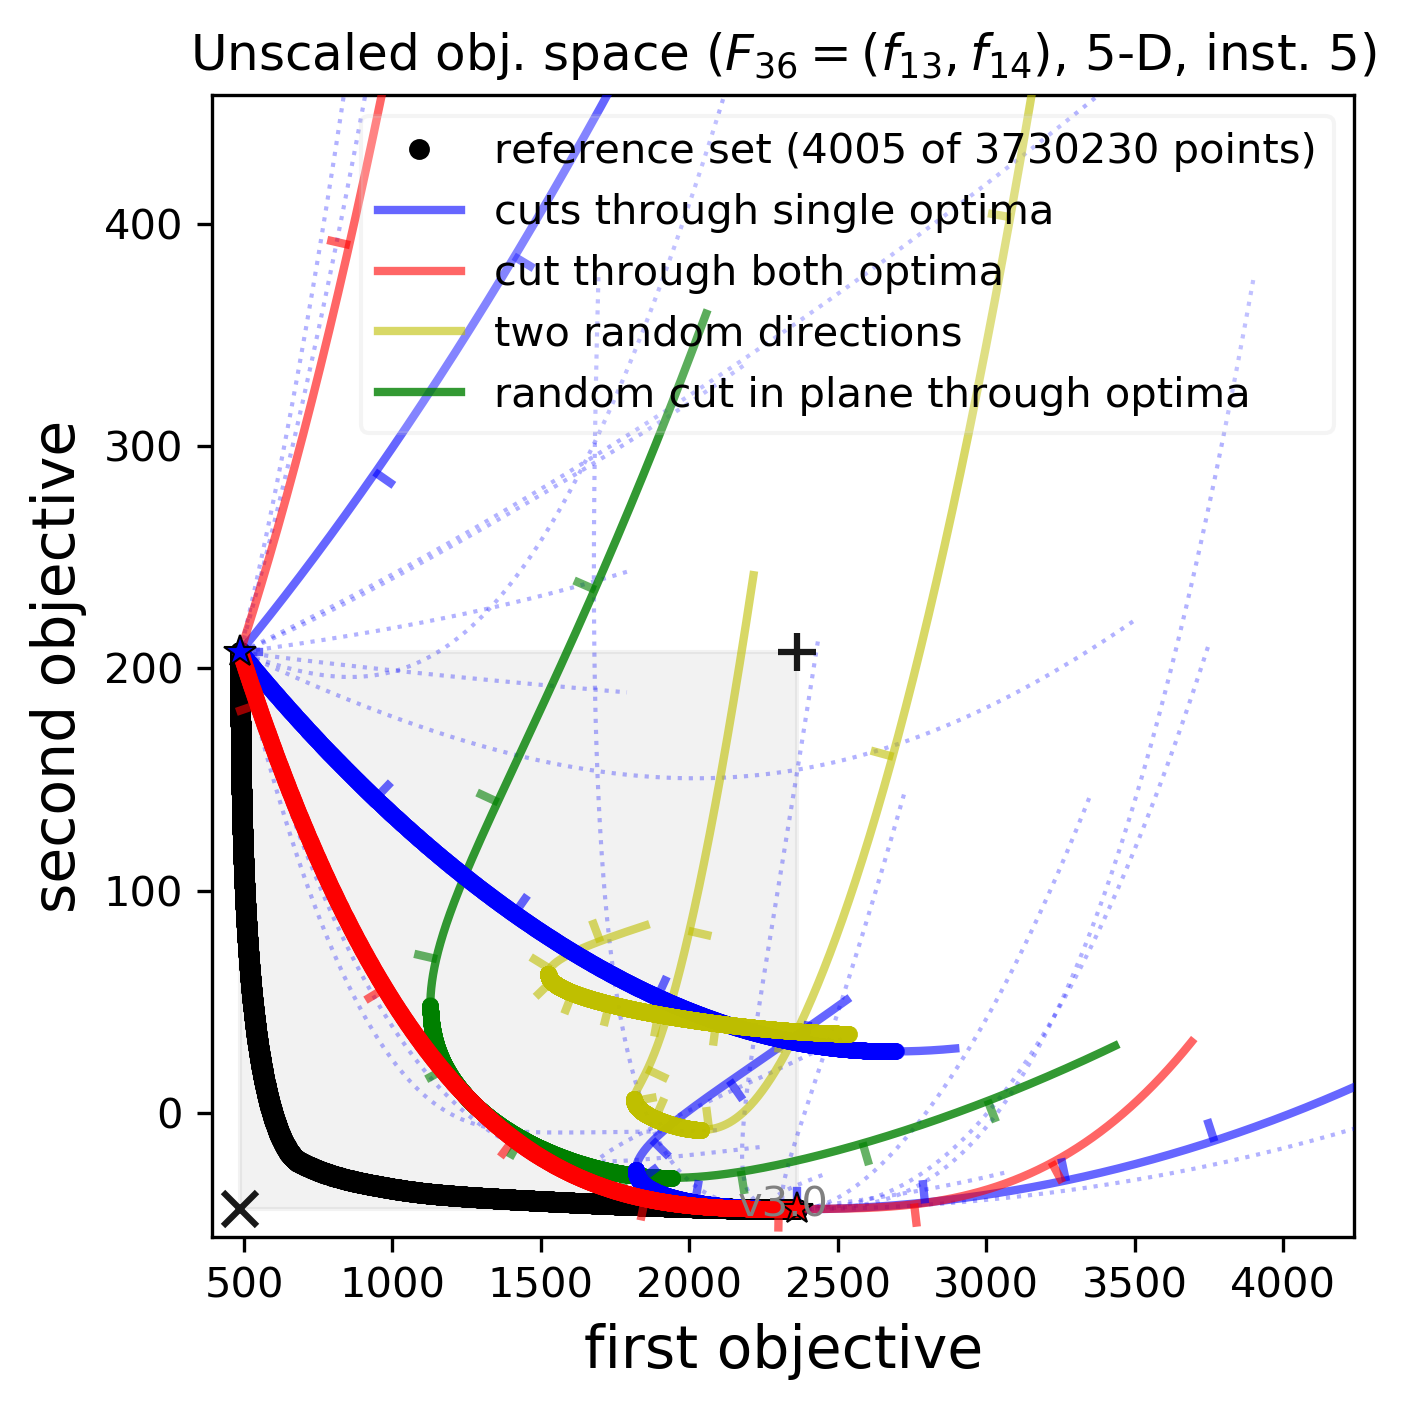 Unscaled obj. space (F36 = (f13, f14), 5-D, inst. 5)
reference set (4005 of 3730230 points)
cuts through single optima
cut through both optima
two random directions
random cut in plane through optima
second objective
400
300
200
100
0
v3.0
500 1000 1500 2000 2500 3000 3500 4000
first objective